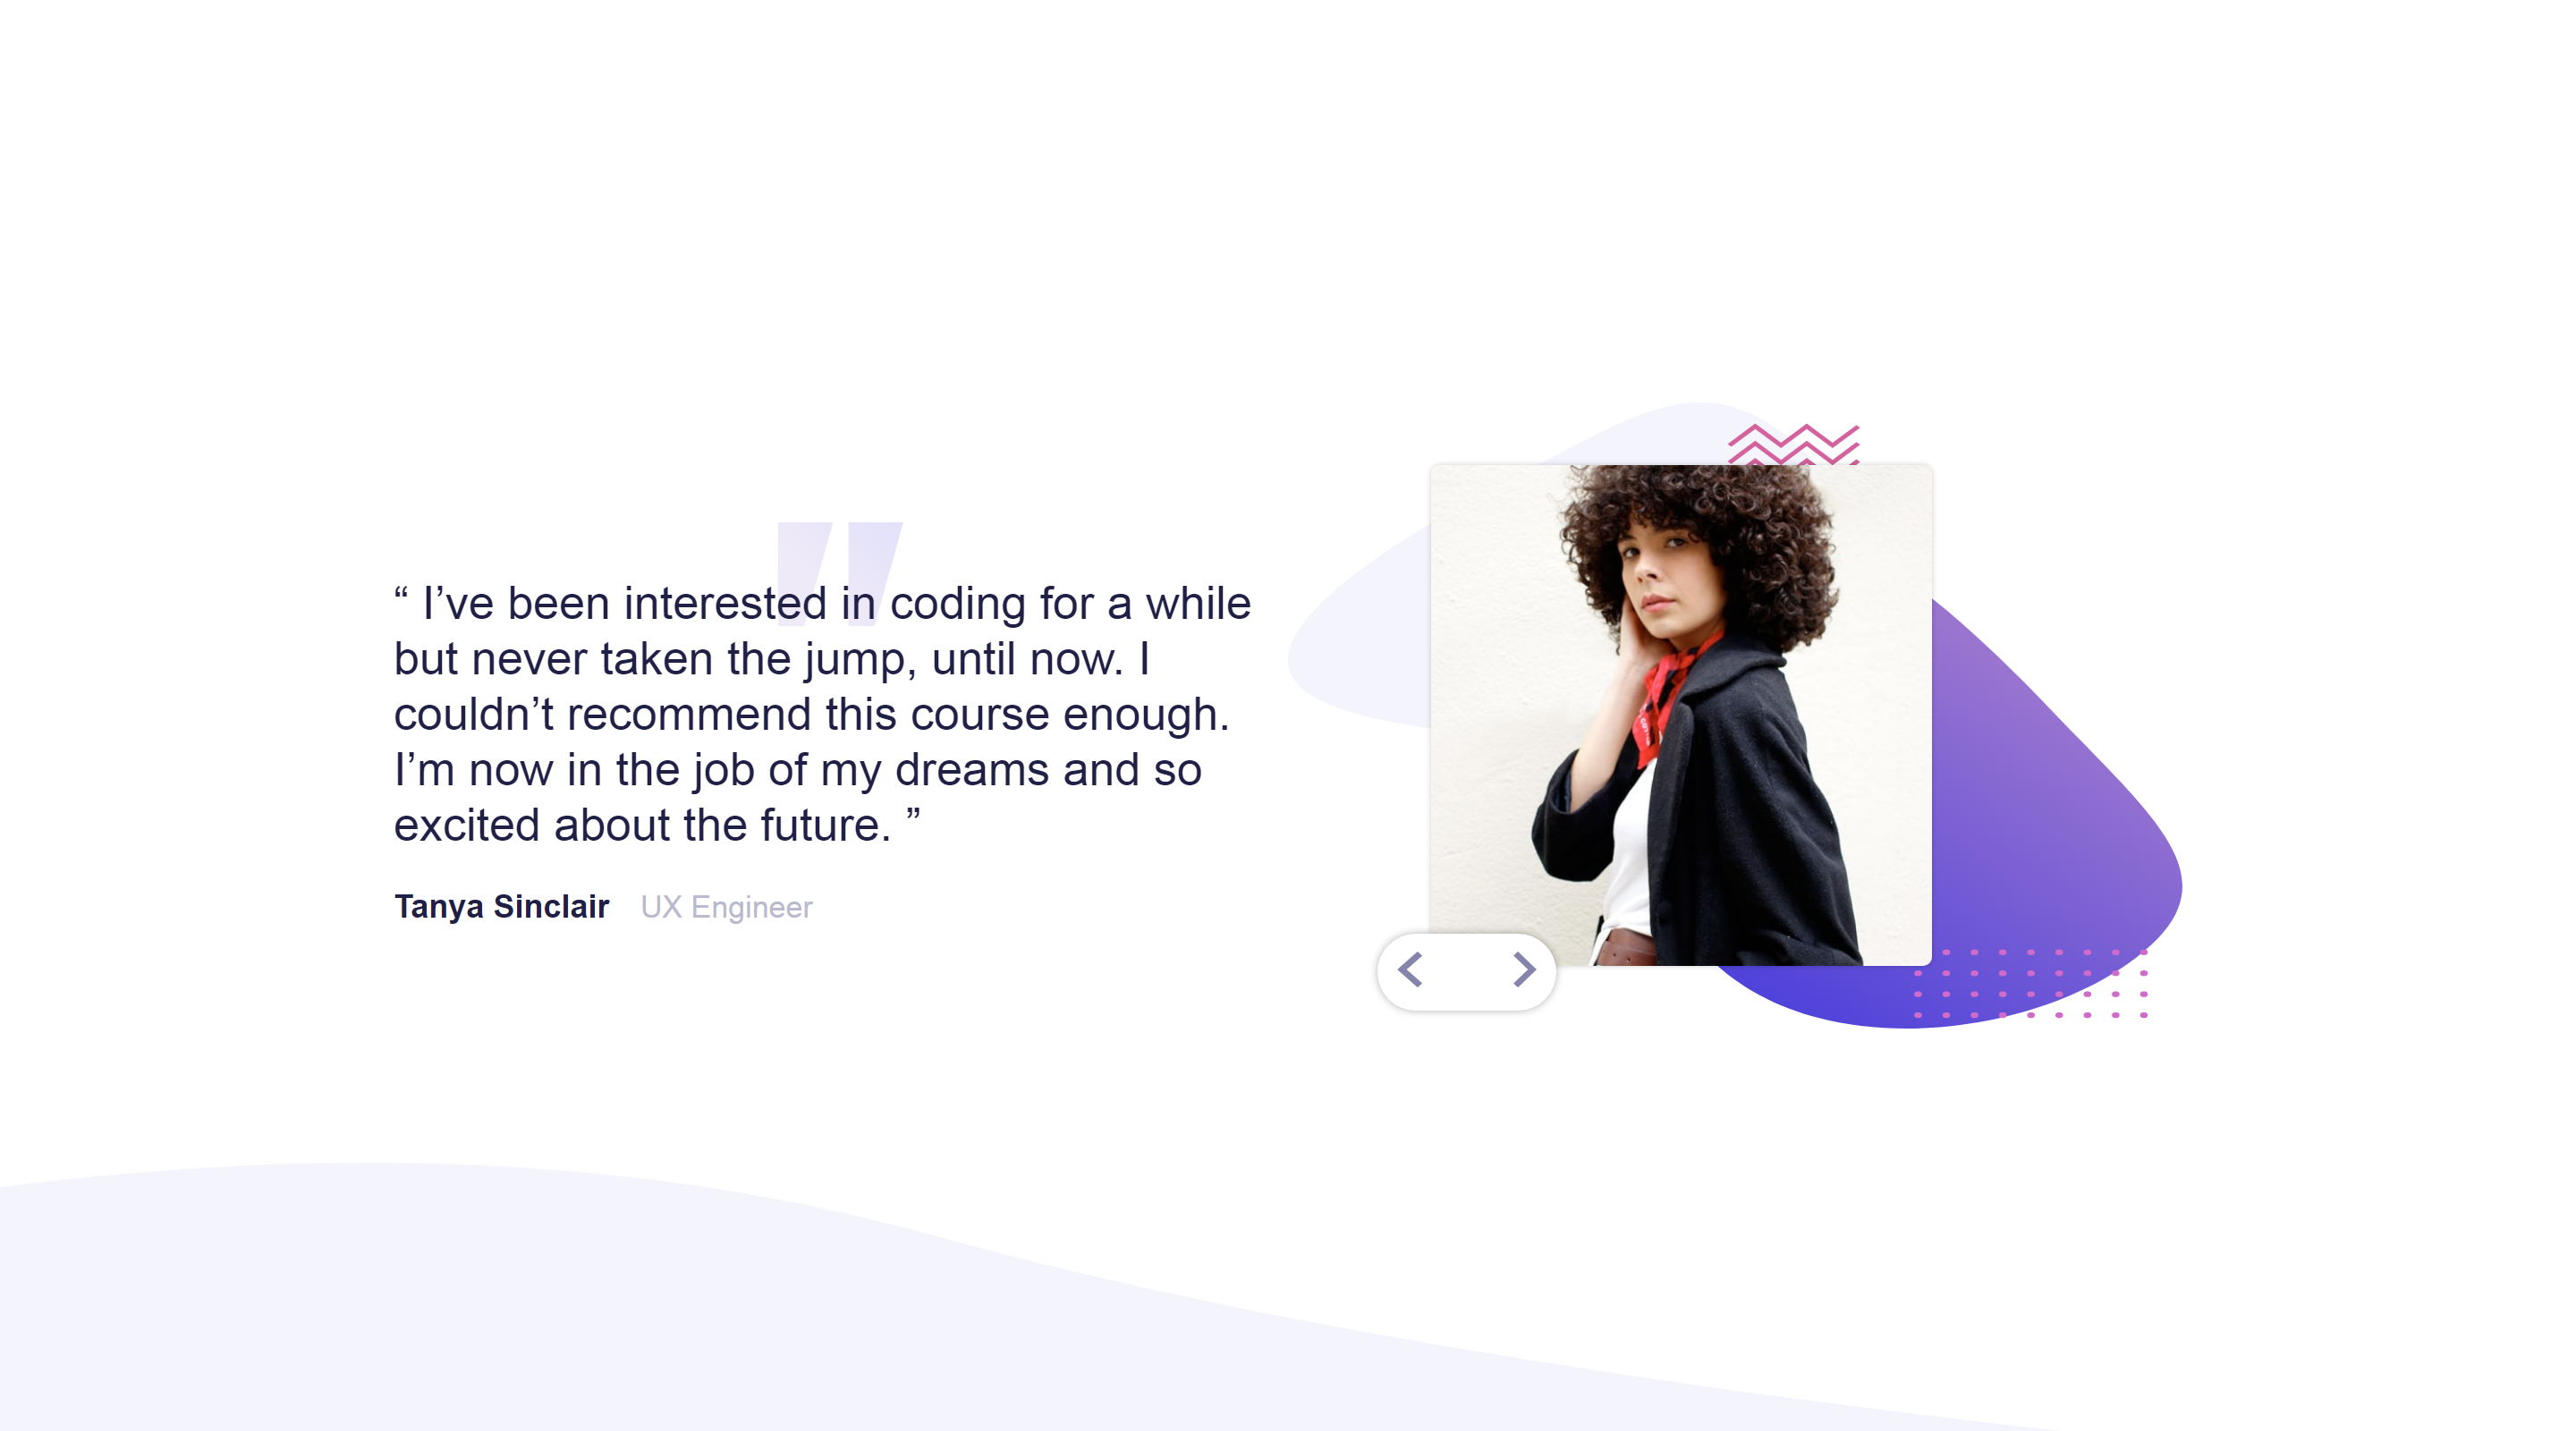 “ I’ve been interested in coding for a while
but never taken the jump, until now. I
couldn’t recommend this course enough.
I’m now in the job of my dreams and so
excited about the future. ”
Tanya Sinclair UX Engineer